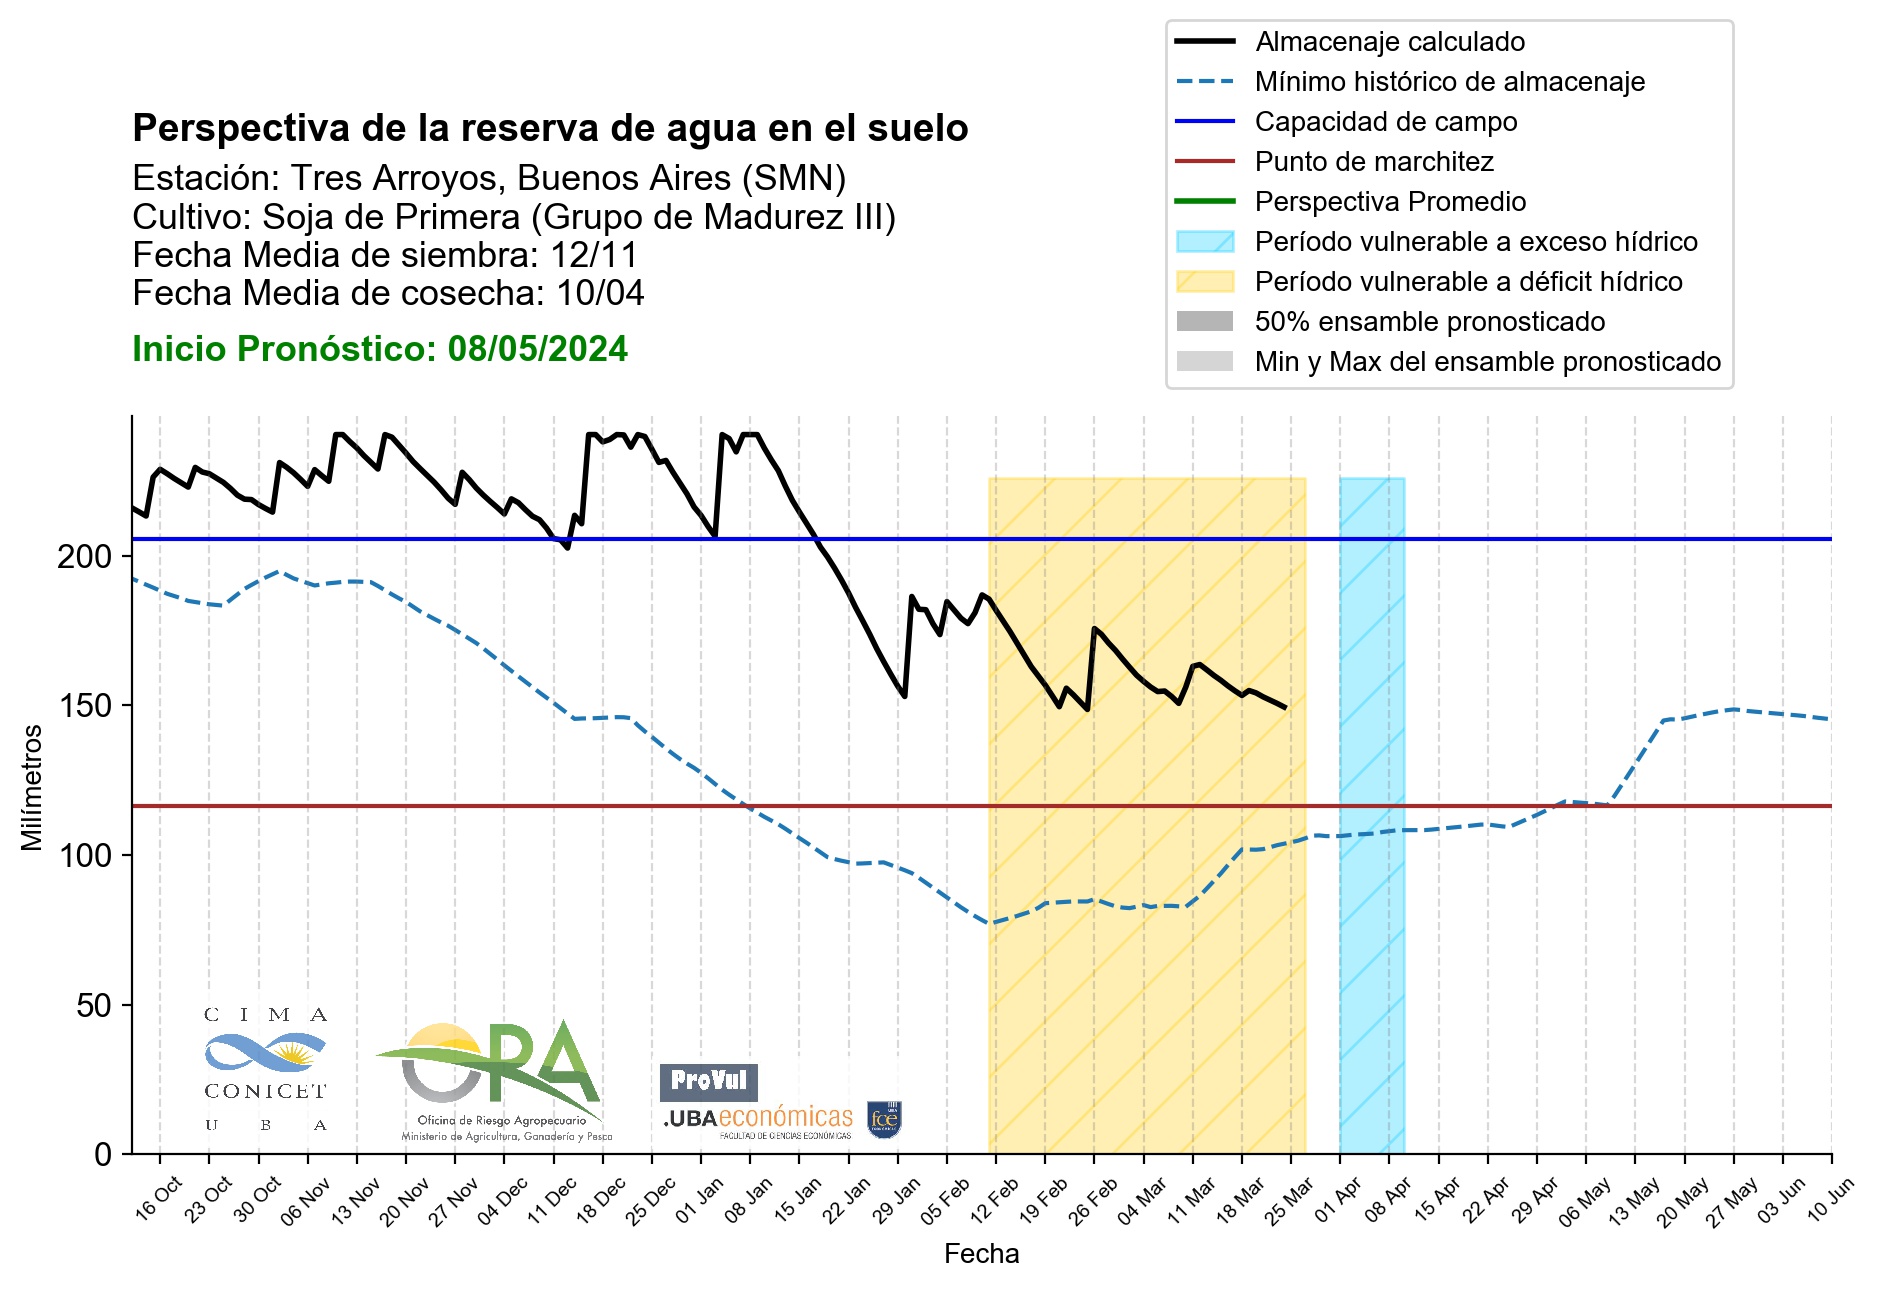 Almacenaje calculado
Mínimo histórico de almacenaje
Capacidad de campo
Punto de marchitez
Perspectiva Promedio
Período vulnerable a exceso hídrico
Período vulnerable a déficit hídrico
50% ensamble pronosticado
Min y Max del ensamble pronosticado
Perspectiva de la reserva de agua en el suelo
Estación: Tres Arroyos, Buenos Aires (SMN)
Cultivo: Soja de Primera (Grupo de Madurez III)
Fecha Media de siembra: 12/11
Fecha Media de cosecha: 10/04
Inicio Pronóstico: 08/05/2024
Milímetros
200
150
100
50
0
C I M A
CONICET
U B A
ORA
Oficina de Riesgo Agropecuario
Ministerio de Agricultura, Ganadería y Pesca
ProVul
.UBAeconómicas
FACULTAD DE CIENCIAS ECONÓMICAS
fce
16 Oct
23 Oct
30 Oct
06 Nov
13 Nov
20 Nov
27 Nov
04 Dec
11 Dec
18 Dec
25 Dec
01 Jan
08 Jan
15 Jan
22 Jan
29 Jan
05 Feb
12 Feb
19 Feb
26 Feb
04 Mar
11 Mar
18 Mar
25 Mar
01 Apr
08 Apr
15 Apr
22 Apr
29 Apr
06 May
13 May
20 May
27 May
03 Jun
10 Jun
Fecha